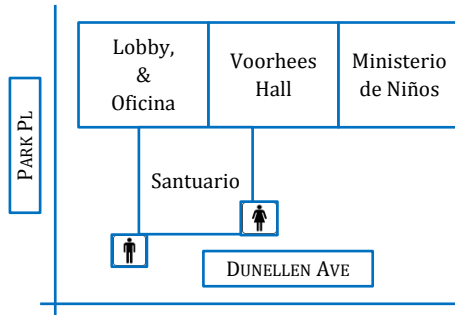 Lobby,
&
Oficina
Voorhees
Hall
Ministerio
de Niños
PARK PL
Santuario
DUNELLEN AVE